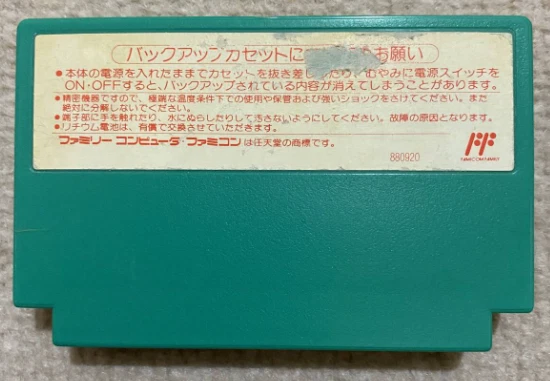 バックアップカセットに お願い
●本体の電源を入れたままでカセットを抜き差し たり、むやみに電源スイッチを
ON・OFFすると、バックアップされている内容が消えてしまうことがあります。
●精密機器ですので、極端な温度条件下での使用や保管および強いショックをさけてください。また
絶対に分解しないでください。
●端子部に手を触れたり、水にぬらしたりして汚さないようにしてください。故障の原因となります。
●リチウム電池は、有償で交換させていただきます。
ファミリー コンピュータ・ファミコン は任天堂の商標です。
880920
FF